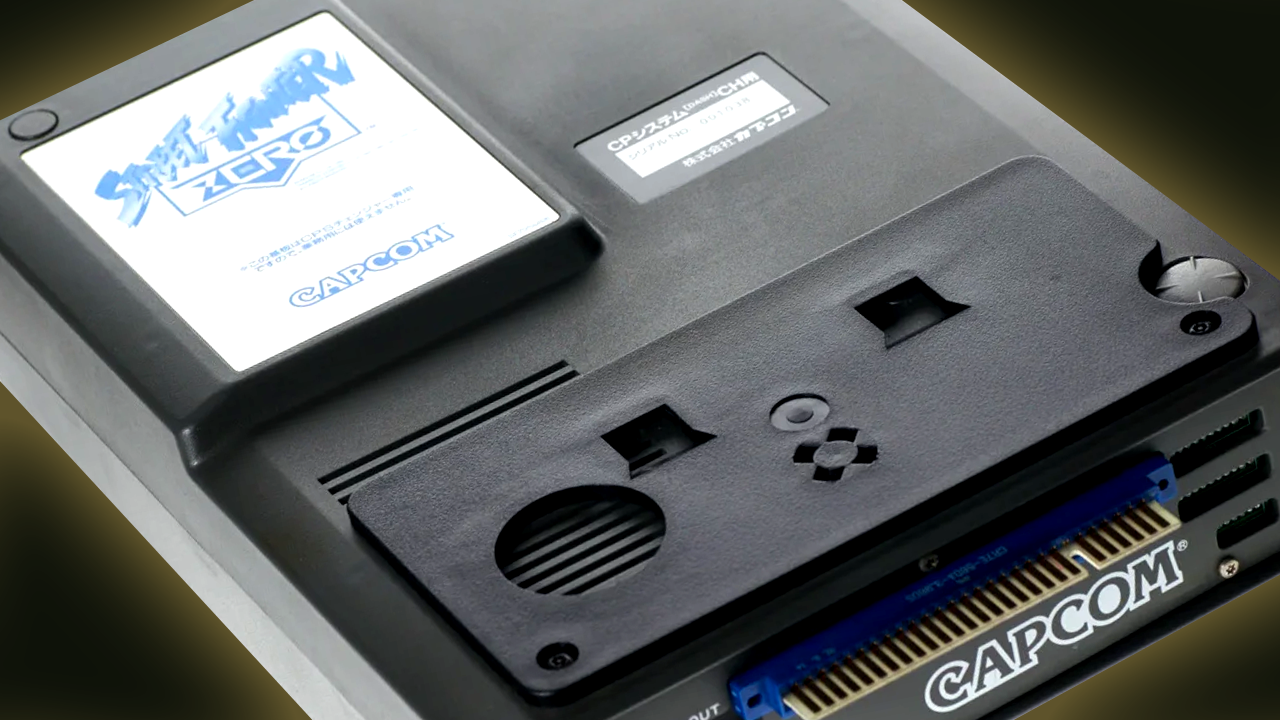 STREET FIGHTER
ZERO
※この基板はCPSチェンジャー専用
ですので、業務用には使えません。
CAPCOM
CPシステム[DASH]CH用
シリアルNo.
株式会社カプコン
OUT
CAPCOM®